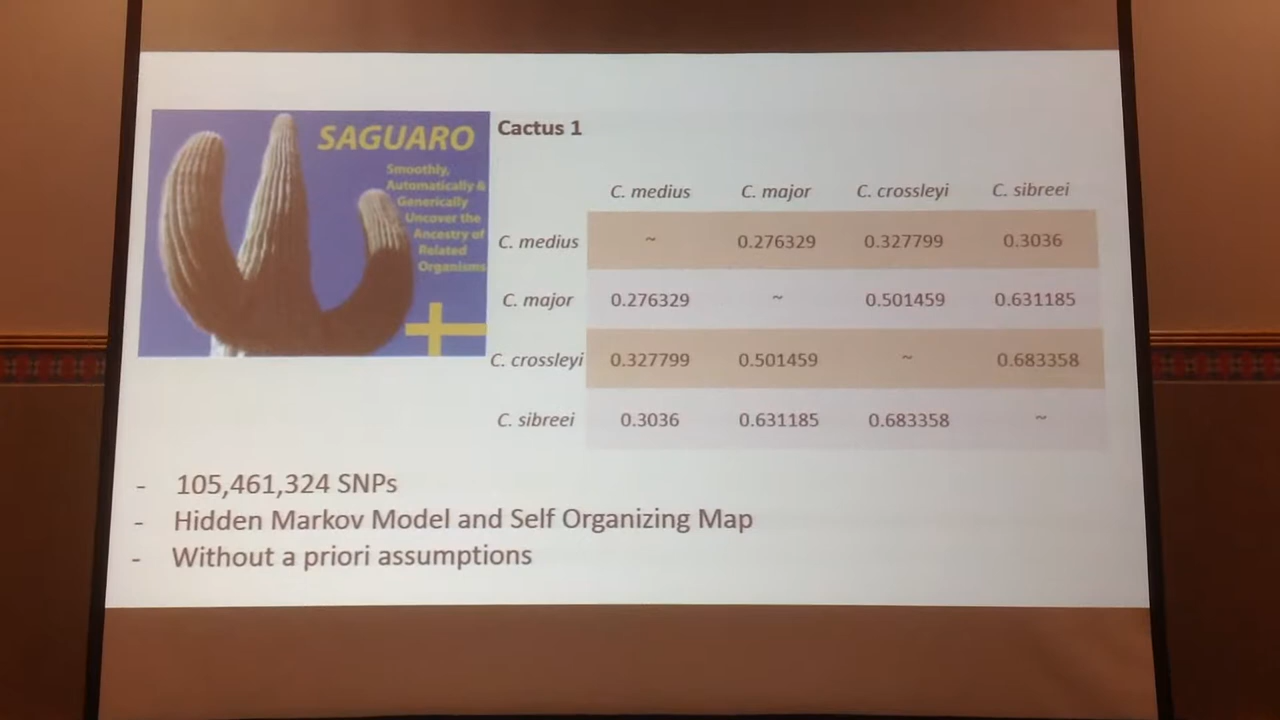 SAGUARO
Smoothly,
Automatically &
Generically
Uncover the
Ancestry of
Related
Organisms
Cactus 1
C. medius C. major C. crossleyi C. sibreei
C. medius ~ 0.276329 0.327799 0.3036
C. major 0.276329 ~ 0.501459 0.631185
C. crossleyi 0.327799 0.501459 ~ 0.683358
C. sibreei 0.3036 0.631185 0.683358 ~
- 105,461,324 SNPs
- Hidden Markov Model and Self Organizing Map
- Without a priori assumptions